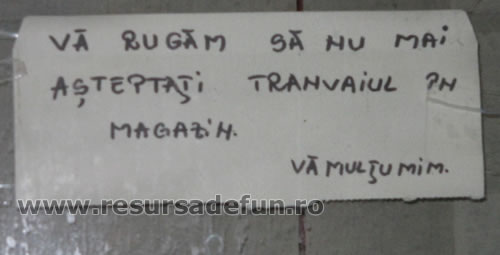 VĂ RUGĂM SĂ NU MAI
AȘTEPTAȚI TRANVAIUL ÎN
MAGAZIN.
VĂ MULȚUMIM.
www.resursadefun.ro